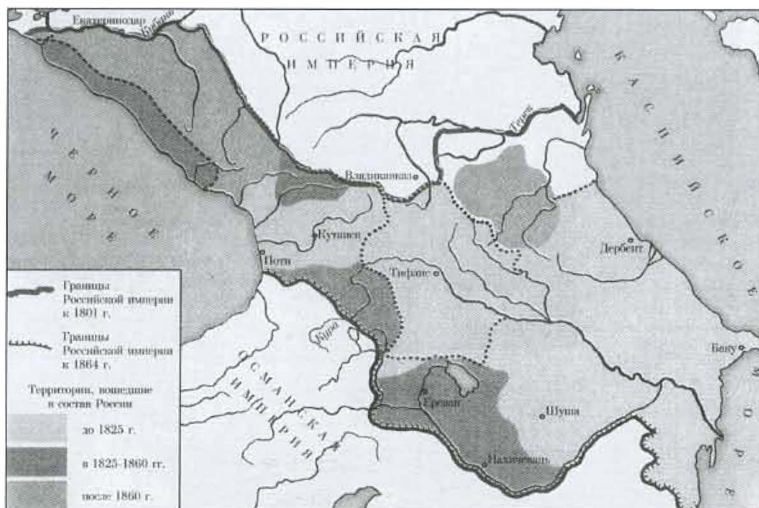 Екатеринодар
Кубань
РОССИЙСКАЯ
ИМПЕРИЯ
Терек
КАСПИЙСКОЕ
МОРЕ
ЧЕРНОЕ
МОРЕ
Владикавказ
Кутаиси
Поти
Тифлис
Дербент
Баку
Кура
ОСМАНСКАЯ
ИМПЕРИЯ
Ереван
Шуша
Нахичевань
Границы
Российской империи
к 1801 г.
Границы
Российской империи
к 1864 г.
Территории, вошедшие
в состав России
до 1825 г.
в 1825-1860 гг.
после 1860 г.